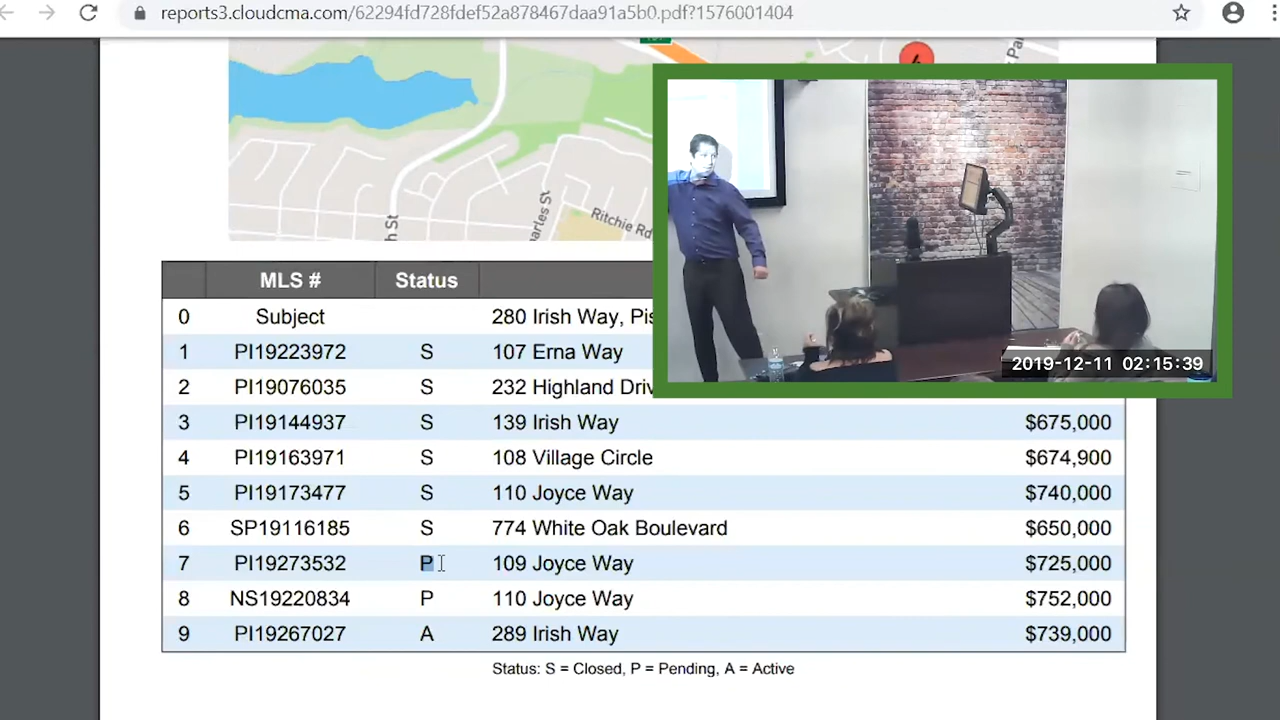 reports3.cloudcma.com/62294fd728fdef52a878467daa91a5b0.pdf?1576001404
Ritchie Rd
MLS # Status
0 Subject 280 Irish Way,
1 PI19223972 S 107 Erna Way
2 PI19076035 S 232 Highland
3 PI19144937 S 139 Irish Way $675,000
4 PI19163971 S 108 Village Circle $674,900
5 PI19173477 S 110 Joyce Way $740,000
6 SP19116185 S 774 White Oak Boulevard $650,000
7 PI19273532 P 109 Joyce Way $725,000
8 NS19220834 P 110 Joyce Way $752,000
9 PI19267027 A 289 Irish Way $739,000
Status: S = Closed, P = Pending, A = Active
2019-12-11 02:15:39